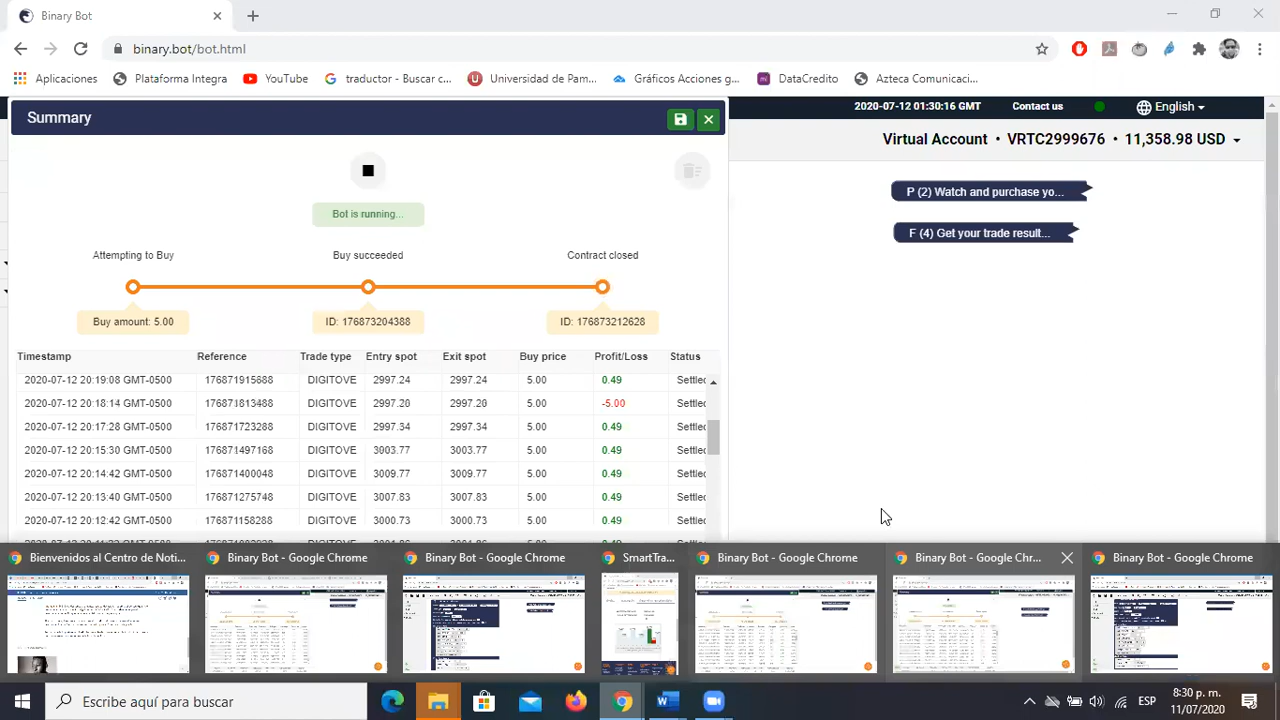 Binary Bot
binary.bot/bot.html
Aplicaciones Plataforma Integra YouTube traductor - Buscar c... Universidad de Pam... Gráficos Acciones g... DataCredito Azteca Comunicaci...
2020-07-12 01:30:16 GMT Contact us English
Summary
Virtual Account • VRTC2999676 • 11,358.98 USD
P (2) Watch and purchase yo...
Bot is running...
F (4) Get your trade result...
Attempting to Buy Buy succeeded Contract closed
Buy amount: 5.00 ID: 176873204388 ID: 176873212628
Timestamp Reference Trade type Entry spot Exit spot Buy price Profit/Loss Status
2020-07-12 20:19:08 GMT-0500 176871915688 DIGITOVE 2997.24 2997.24 5.00 0.49 Settlec
2020-07-12 20:18:14 GMT-0500 176871813488 DIGITOVE 2997.20 2997.20 5.00 -5.00 Settlec
2020-07-12 20:17:28 GMT-0500 176871723288 DIGITOVE 2997.34 2997.34 5.00 0.49 Settlec
2020-07-12 20:15:30 GMT-0500 176871497168 DIGITOVE 3003.77 3003.77 5.00 0.49 Settlec
2020-07-12 20:14:42 GMT-0500 176871400048 DIGITOVE 3009.77 3009.77 5.00 0.49 Settlec
2020-07-12 20:13:40 GMT-0500 176871275748 DIGITOVE 3007.83 3007.83 5.00 0.49 Settlec
2020-07-12 20:12:42 GMT-0500 176871158288 DIGITOVE 3000.73 3000.73 5.00 0.49 Settlec
Bienvenidos al Centro de Noti... Binary Bot - Google Chrome Binary Bot - Google Chrome SmartTra... Binary Bot - Google Chrome Binary Bot - Google Chr... Binary Bot - Google Chrome
Escribe aquí para buscar
ESP
8:30 p. m.
11/07/2020